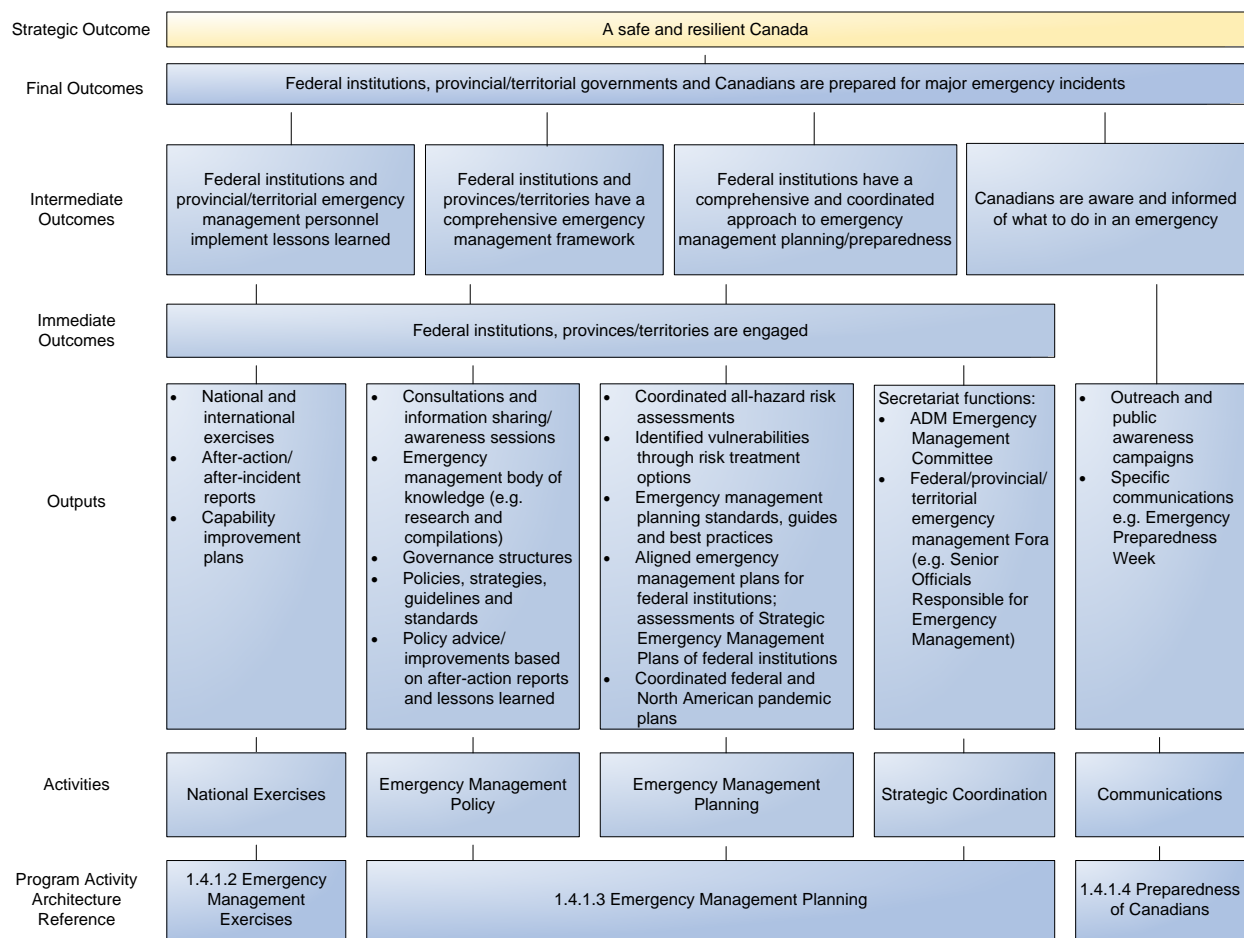 Strategic Outcome
A safe and resilient Canada
Final Outcomes
Federal institutions, provincial/territorial governments and Canadians are prepared for major emergency incidents
Intermediate
Outcomes
Federal institutions and
provincial/territorial emergency
management personnel
implement lessons learned
Federal institutions and
provinces/territories have a
comprehensive emergency
management framework
Federal institutions have a
comprehensive and coordinated
approach to emergency
management planning/preparedness
Canadians are aware and informed
of what to do in an emergency
Immediate
Outcomes
Federal institutions, provinces/territories are engaged
Outputs
• National and
international
exercises
• After-action/
after-incident
reports
• Capability
improvement
plans
• Consultations and
information sharing/
awareness sessions
• Emergency
management body of
knowledge (e.g.
research and
compilations)
• Governance structures
• Policies, strategies,
guidelines and
standards
• Policy advice/
improvements based
on after-action reports
and lessons learned
• Coordinated all-hazard risk
assessments
• Identified vulnerabilities
through risk treatment
options
• Emergency management
planning standards, guides
and best practices
• Aligned emergency
management plans for
federal institutions;
assessments of Strategic
Emergency Management
Plans of federal institutions
• Coordinated federal and
North American pandemic
plans
Secretariat functions:
• ADM Emergency
Management
Committee
• Federal/provincial/
territorial
emergency
management Fora
(e.g. Senior
Officials
Responsible for
Emergency
Management)
• Outreach and
public
awareness
campaigns
• Specific
communications
e.g. Emergency
Preparedness
Week
Activities
National Exercises
Emergency Management
Policy
Emergency Management
Planning
Strategic Coordination
Communications
Program Activity
Architecture
Reference
1.4.1.2 Emergency
Management
Exercises
1.4.1.3 Emergency Management Planning
1.4.1.4 Preparedness
of Canadians